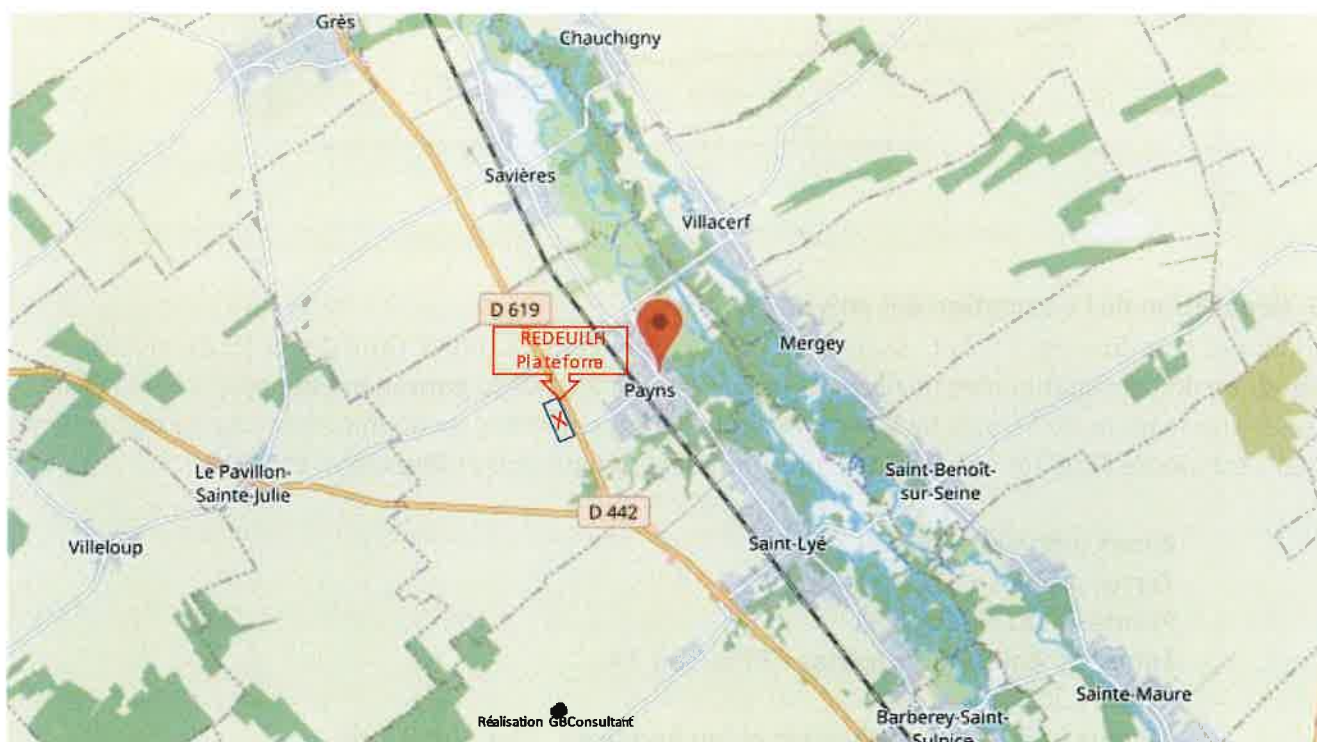 Grès
Chauchigny
Savières
Villacerf
D 619
REDEUILH
Plateforme
Mergey
Payns
Le Pavillon-
Sainte-Julie
Saint-Benoît-
sur-Seine
D 442
Villeloup
Saint-Lyé
Sainte-Maure
Réalisation GBConsultant
Barberey-Saint-
Sulpice